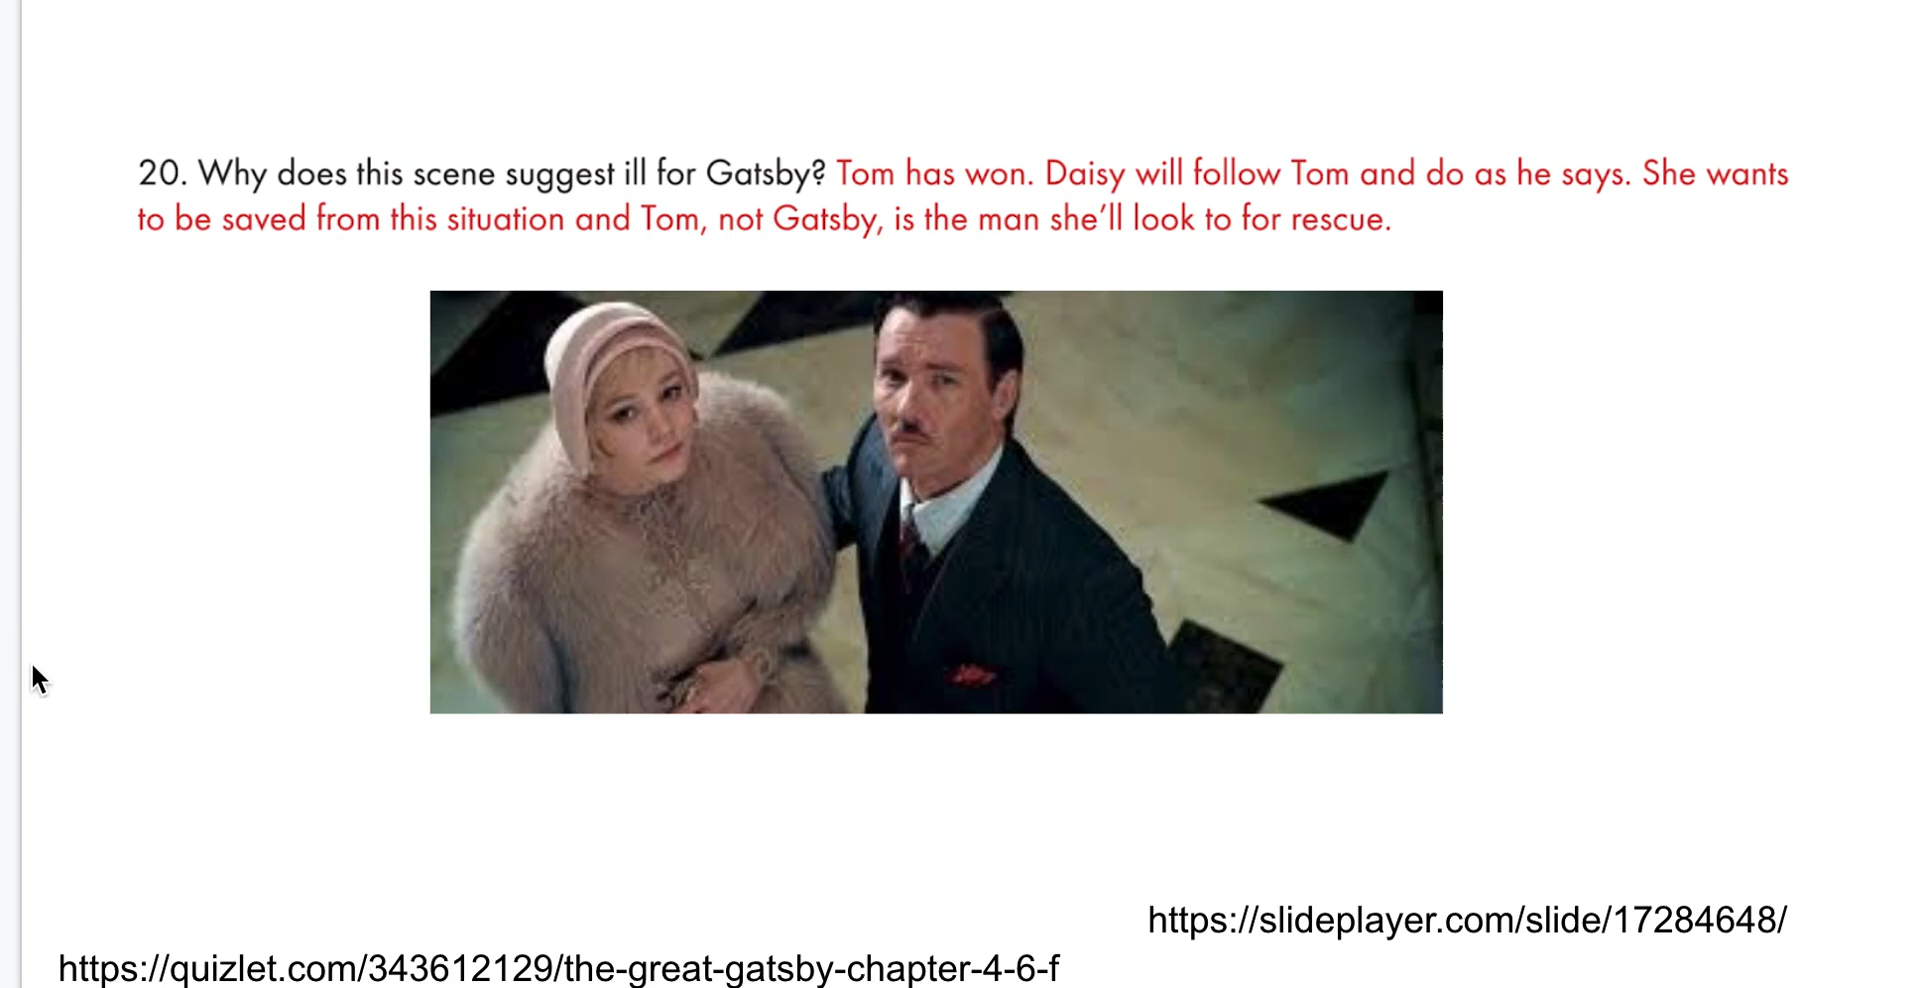 20. Why does this scene suggest ill for Gatsby? Tom has won. Daisy will follow Tom and do as he says. She wants
to be saved from this situation and Tom, not Gatsby, is the man she’ll look to for rescue.
https://slideplayer.com/slide/17284648/
https://quizlet.com/343612129/the-great-gatsby-chapter-4-6-f